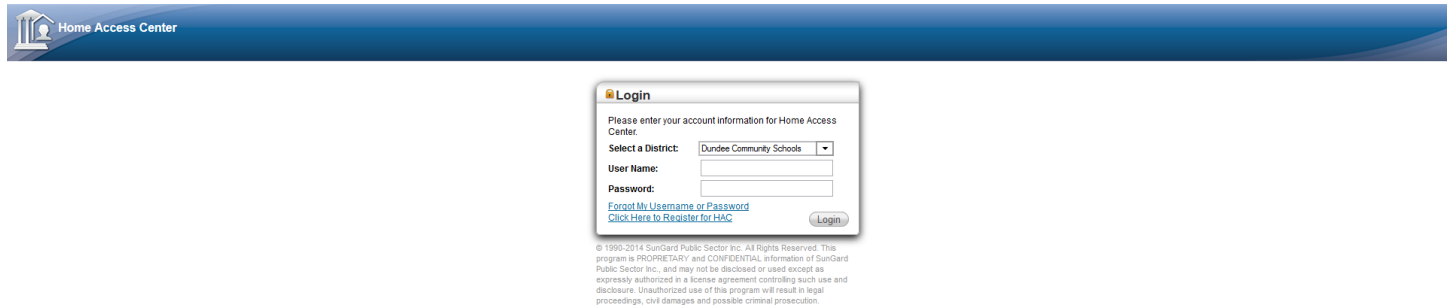 Home Access Center
Login
Please enter your account information for Home Access
Center.
Select a District: Dundee Community Schools
User Name:
Password:
Forgot My Username or Password
Click Here to Register for HAC
Login
© 1990-2014 SunGard Public Sector Inc. All Rights Reserved. This
program is PROPRIETARY and CONFIDENTIAL information of SunGard
Public Sector Inc., and may not be disclosed or used except as
expressly authorized in a license agreement controlling such use and
disclosure. Unauthorized use of this program will result in legal
proceedings, civil damages and possible criminal prosecution.